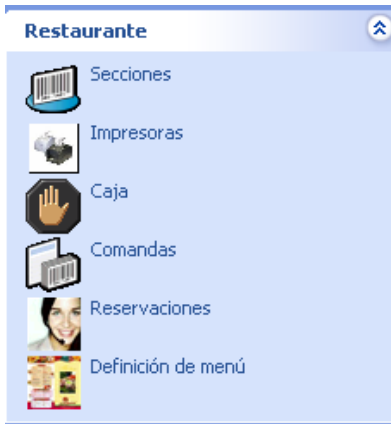 Restaurante
Secciones
Impresoras
Caja
Comandas
Reservaciones
Definición de menú